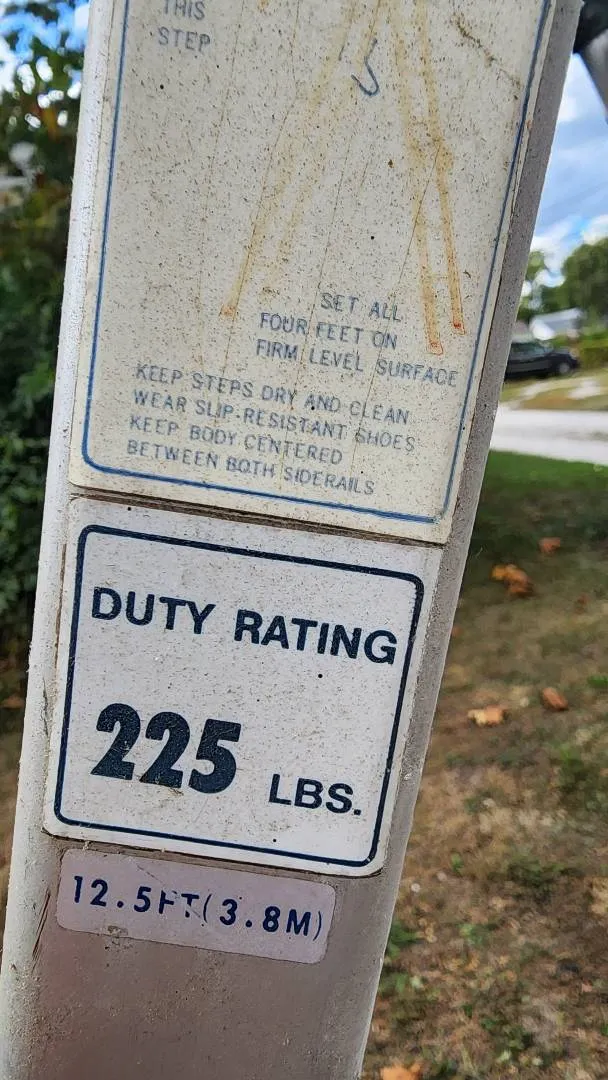 THIS
STEP
SET ALL
FOUR FEET ON
FIRM LEVEL SURFACE
KEEP STEPS DRY AND CLEAN
WEAR SLIP-RESISTANT SHOES
KEEP BODY CENTERED
BETWEEN BOTH SIDERAILS
DUTY RATING
225 LBS.
12.5FT(3.8M)